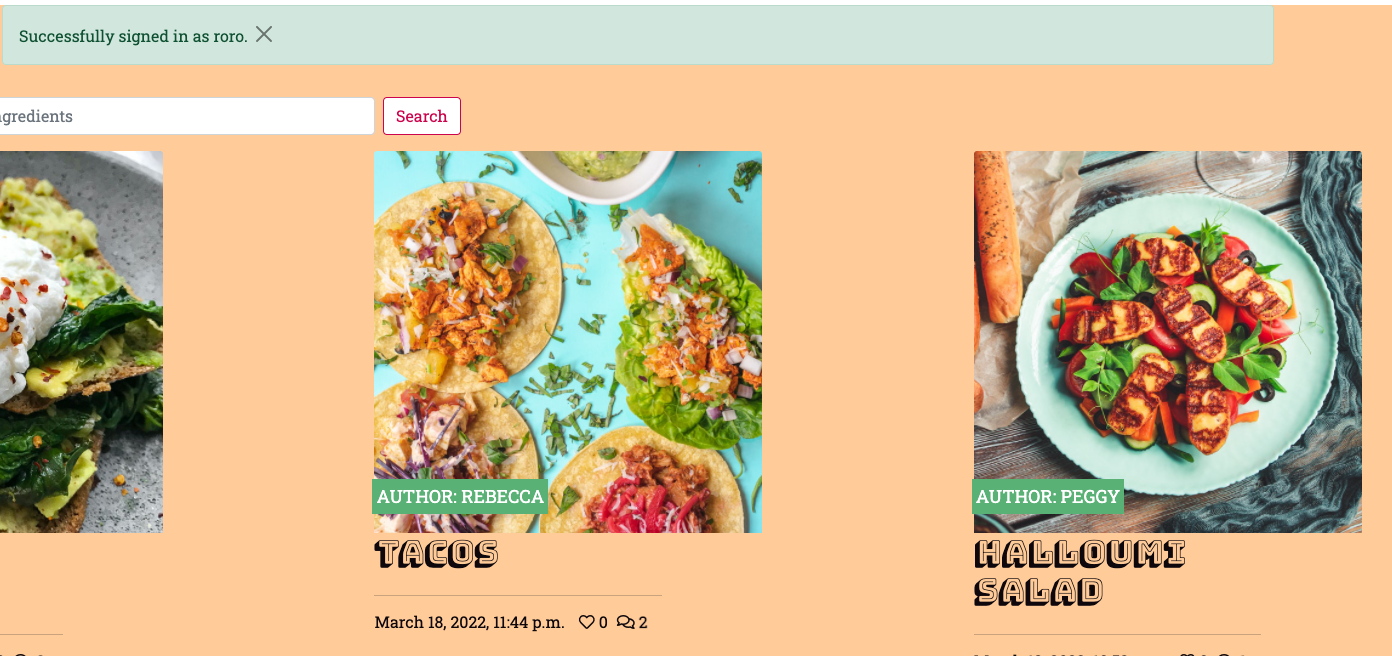 Successfully signed in as roro.
ngredients
Search
AUTHOR: REBECCA
AUTHOR: PEGGY
TACOS
HALLOUMI
SALAD
March 18, 2022, 11:44 p.m. 0 2